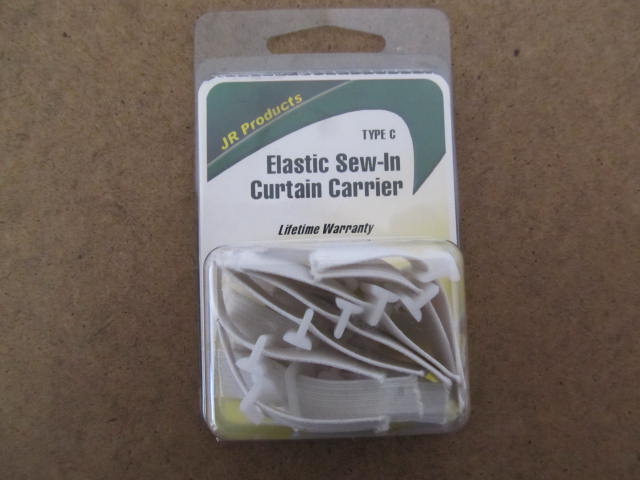 JR Products
TYPE C
Elastic Sew-In
Curtain Carrier
Lifetime Warranty